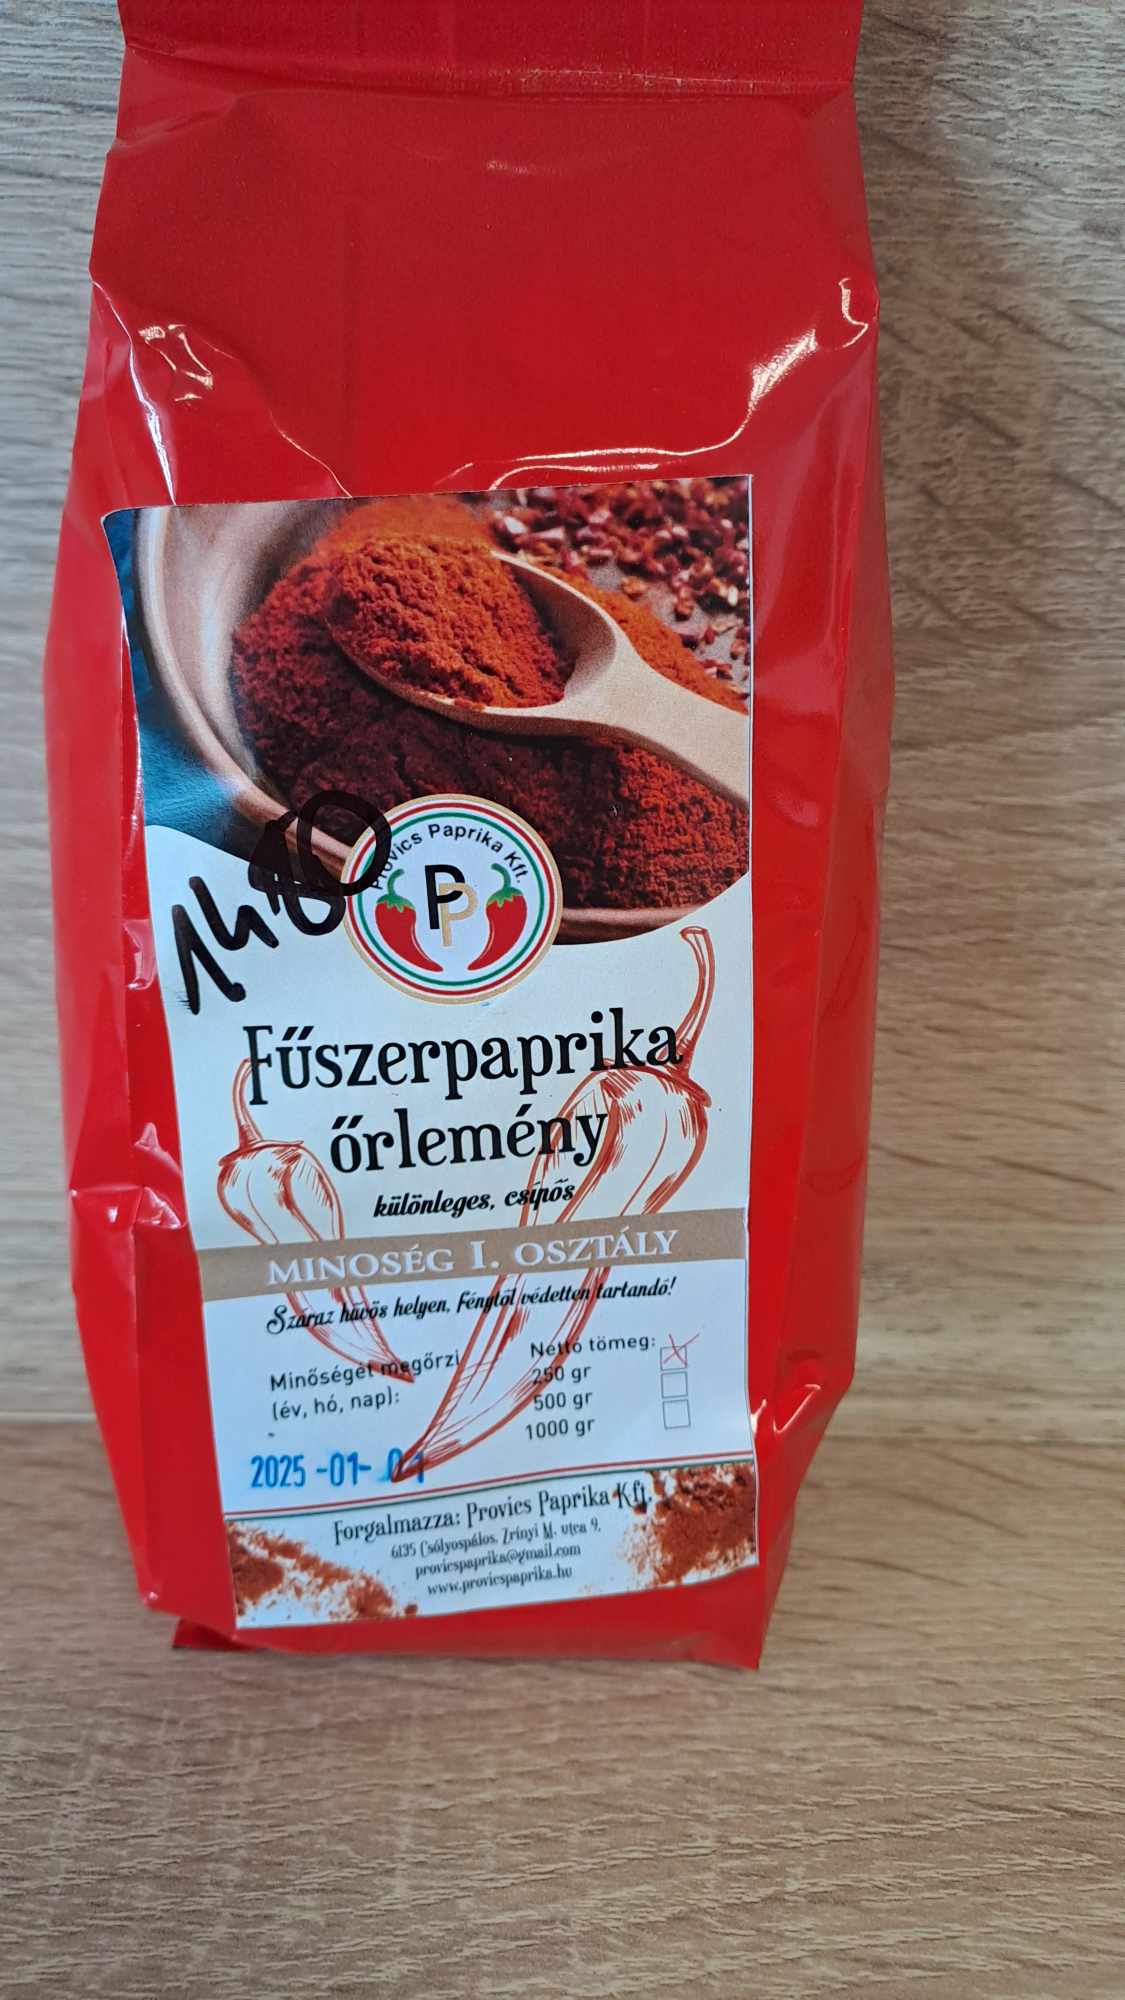 Provics Paprika Kft.
PP
Fűszerpaprika
őrlemény
különleges, csípős
MINOSÉG I. OSZTÁLY
Száraz hűvös helyen, Fénytől védetten tartandó!
Minőségét megőrzi
(év, hó, nap):
Nettó tömeg:
250 gr
500 gr
1000 gr
2025-01-
Forgalmazza: Provics Paprika Kft.
6135 Csólyospálos, Zrínyi M. utca 9.
provicspaprika@gmail.com
www.provicspaprika.hu